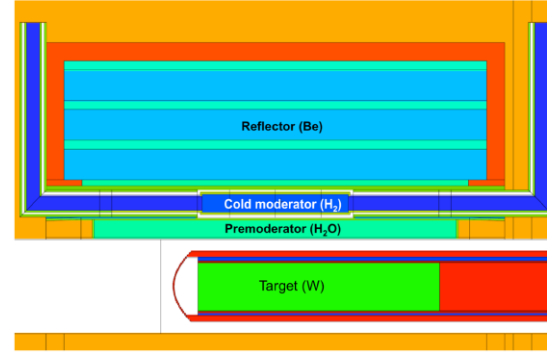 Reflector (Be)
Cold moderator (H₂)
Premoderator (H₂O)
Target (W)